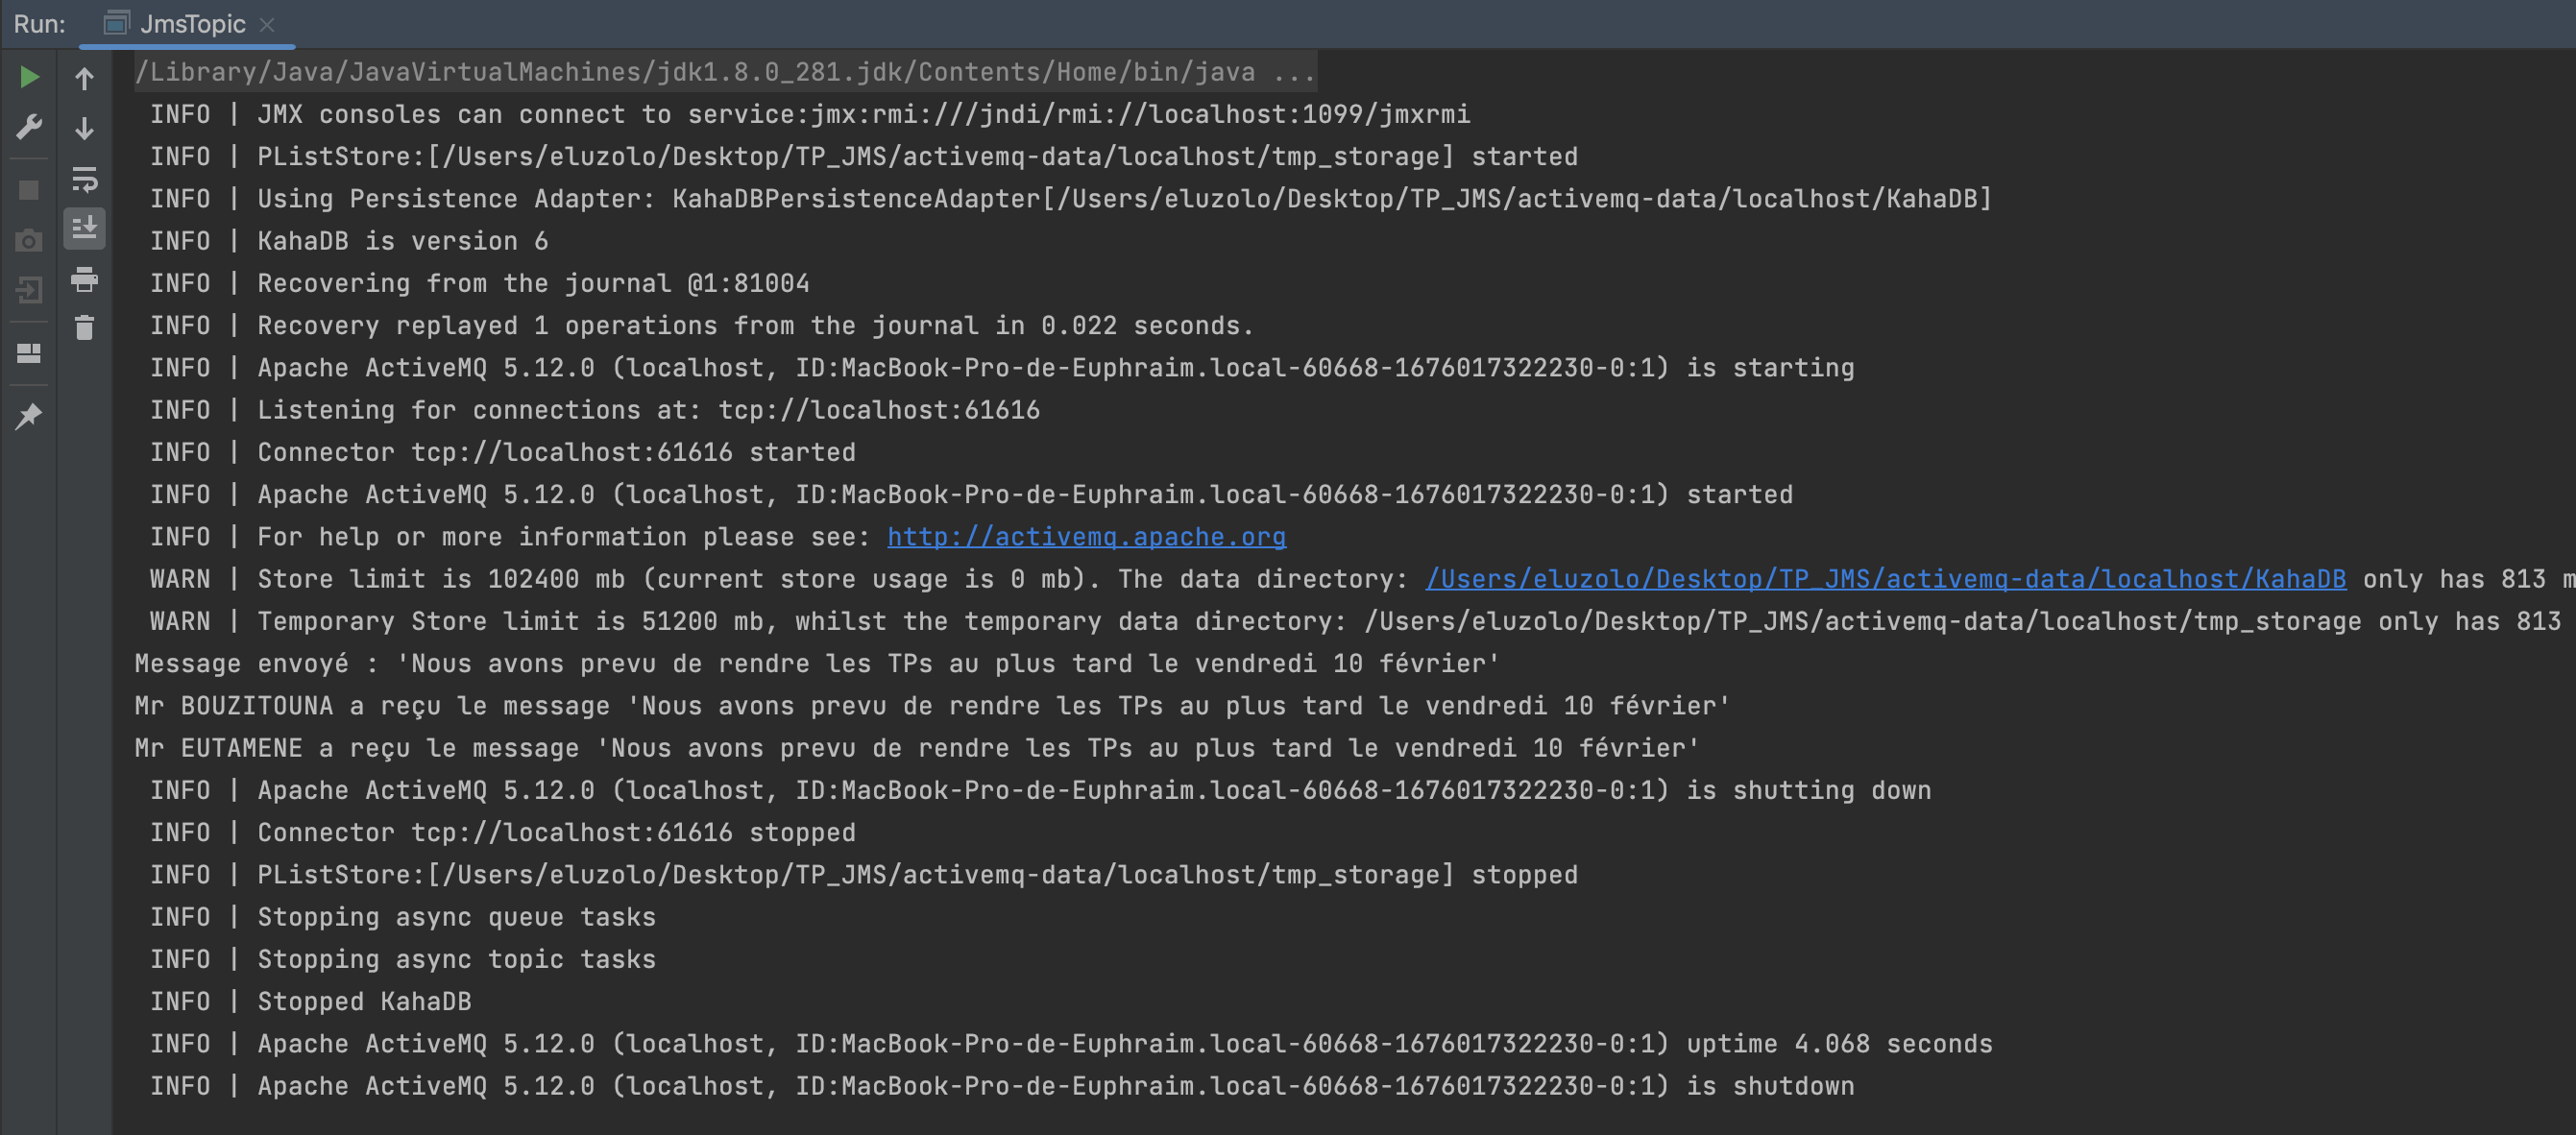 Run: JmsTopic
/Library/Java/JavaVirtualMachines/jdk1.8.0_281.jdk/Contents/Home/bin/java ...
INFO | JMX consoles can connect to service:jmx:rmi:///jndi/rmi://localhost:1099/jmxrmi
INFO | PListStore:[/Users/eluzolo/Desktop/TP_JMS/activemq-data/localhost/tmp_storage] started
INFO | Using Persistence Adapter: KahaDBPersistenceAdapter[/Users/eluzolo/Desktop/TP_JMS/activemq-data/localhost/KahaDB]
INFO | KahaDB is version 6
INFO | Recovering from the journal @1:81004
INFO | Recovery replayed 1 operations from the journal in 0.022 seconds.
INFO | Apache ActiveMQ 5.12.0 (localhost, ID:MacBook-Pro-de-Euphraim.local-60668-1676017322230-0:1) is starting
INFO | Listening for connections at: tcp://localhost:61616
INFO | Connector tcp://localhost:61616 started
INFO | Apache ActiveMQ 5.12.0 (localhost, ID:MacBook-Pro-de-Euphraim.local-60668-1676017322230-0:1) started
INFO | For help or more information please see: http://activemq.apache.org
WARN | Store limit is 102400 mb (current store usage is 0 mb). The data directory: /Users/eluzolo/Desktop/TP_JMS/activemq-data/localhost/KahaDB only has 813 m
WARN | Temporary Store limit is 51200 mb, whilst the temporary data directory: /Users/eluzolo/Desktop/TP_JMS/activemq-data/localhost/tmp_storage only has 813
Message envoyé : 'Nous avons prevu de rendre les TPs au plus tard le vendredi 10 février'
Mr BOUZITOUNA a reçu le message 'Nous avons prevu de rendre les TPs au plus tard le vendredi 10 février'
Mr EUTAMENE a reçu le message 'Nous avons prevu de rendre les TPs au plus tard le vendredi 10 février'
INFO | Apache ActiveMQ 5.12.0 (localhost, ID:MacBook-Pro-de-Euphraim.local-60668-1676017322230-0:1) is shutting down
INFO | Connector tcp://localhost:61616 stopped
INFO | PListStore:[/Users/eluzolo/Desktop/TP_JMS/activemq-data/localhost/tmp_storage] stopped
INFO | Stopping async queue tasks
INFO | Stopping async topic tasks
INFO | Stopped KahaDB
INFO | Apache ActiveMQ 5.12.0 (localhost, ID:MacBook-Pro-de-Euphraim.local-60668-1676017322230-0:1) uptime 4.068 seconds
INFO | Apache ActiveMQ 5.12.0 (localhost, ID:MacBook-Pro-de-Euphraim.local-60668-1676017322230-0:1) is shutdown